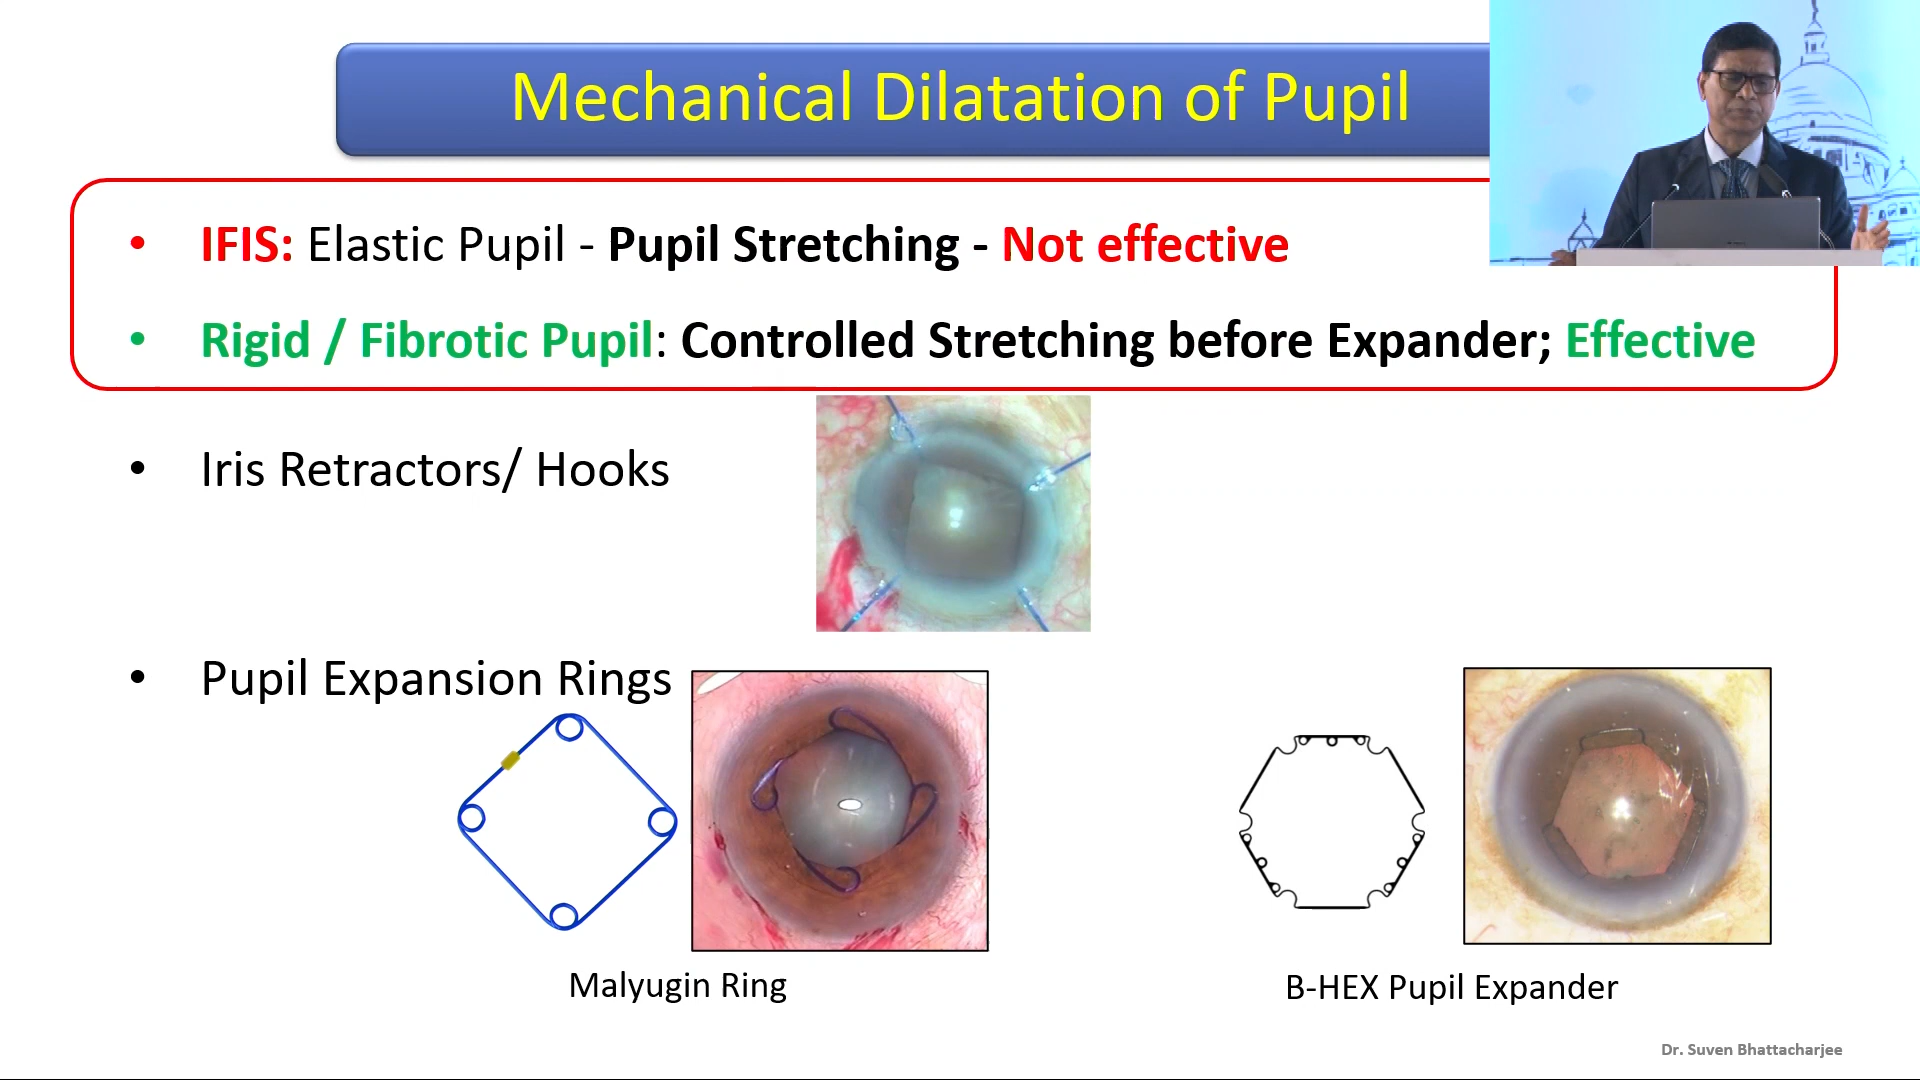 Mechanical Dilatation of Pupil
• IFIS: Elastic Pupil - Pupil Stretching - Not effective
• Rigid / Fibrotic Pupil: Controlled Stretching before Expander; Effective
• Iris Retractors/ Hooks
• Pupil Expansion Rings
Malyugin Ring
B-HEX Pupil Expander
Dr. Suven Bhattacharjee